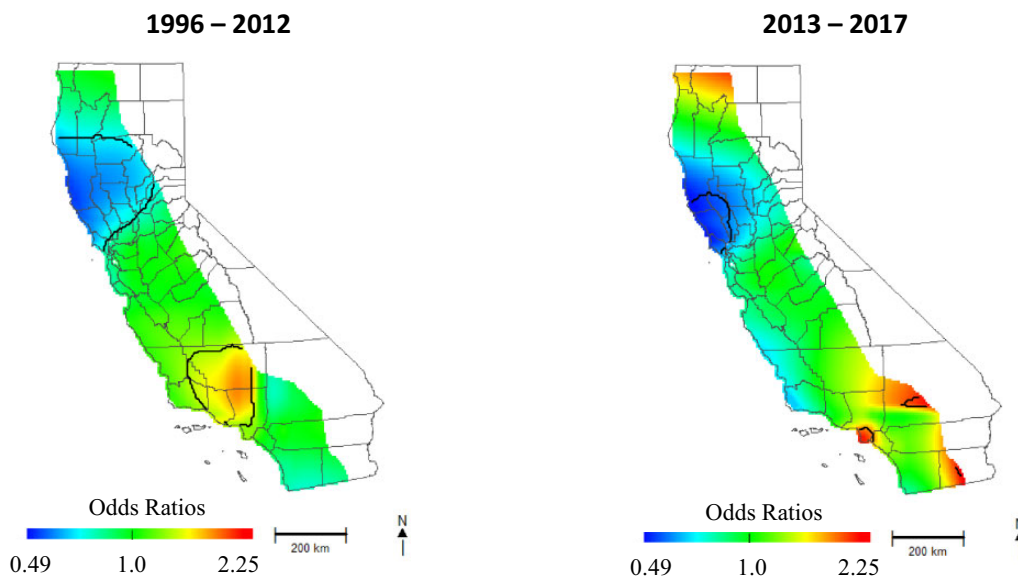 1996 – 2012
2013 – 2017
Odds Ratios
0.49 1.0 2.25
200 km
N
Odds Ratios
0.49 1.0 2.25
200 km
N